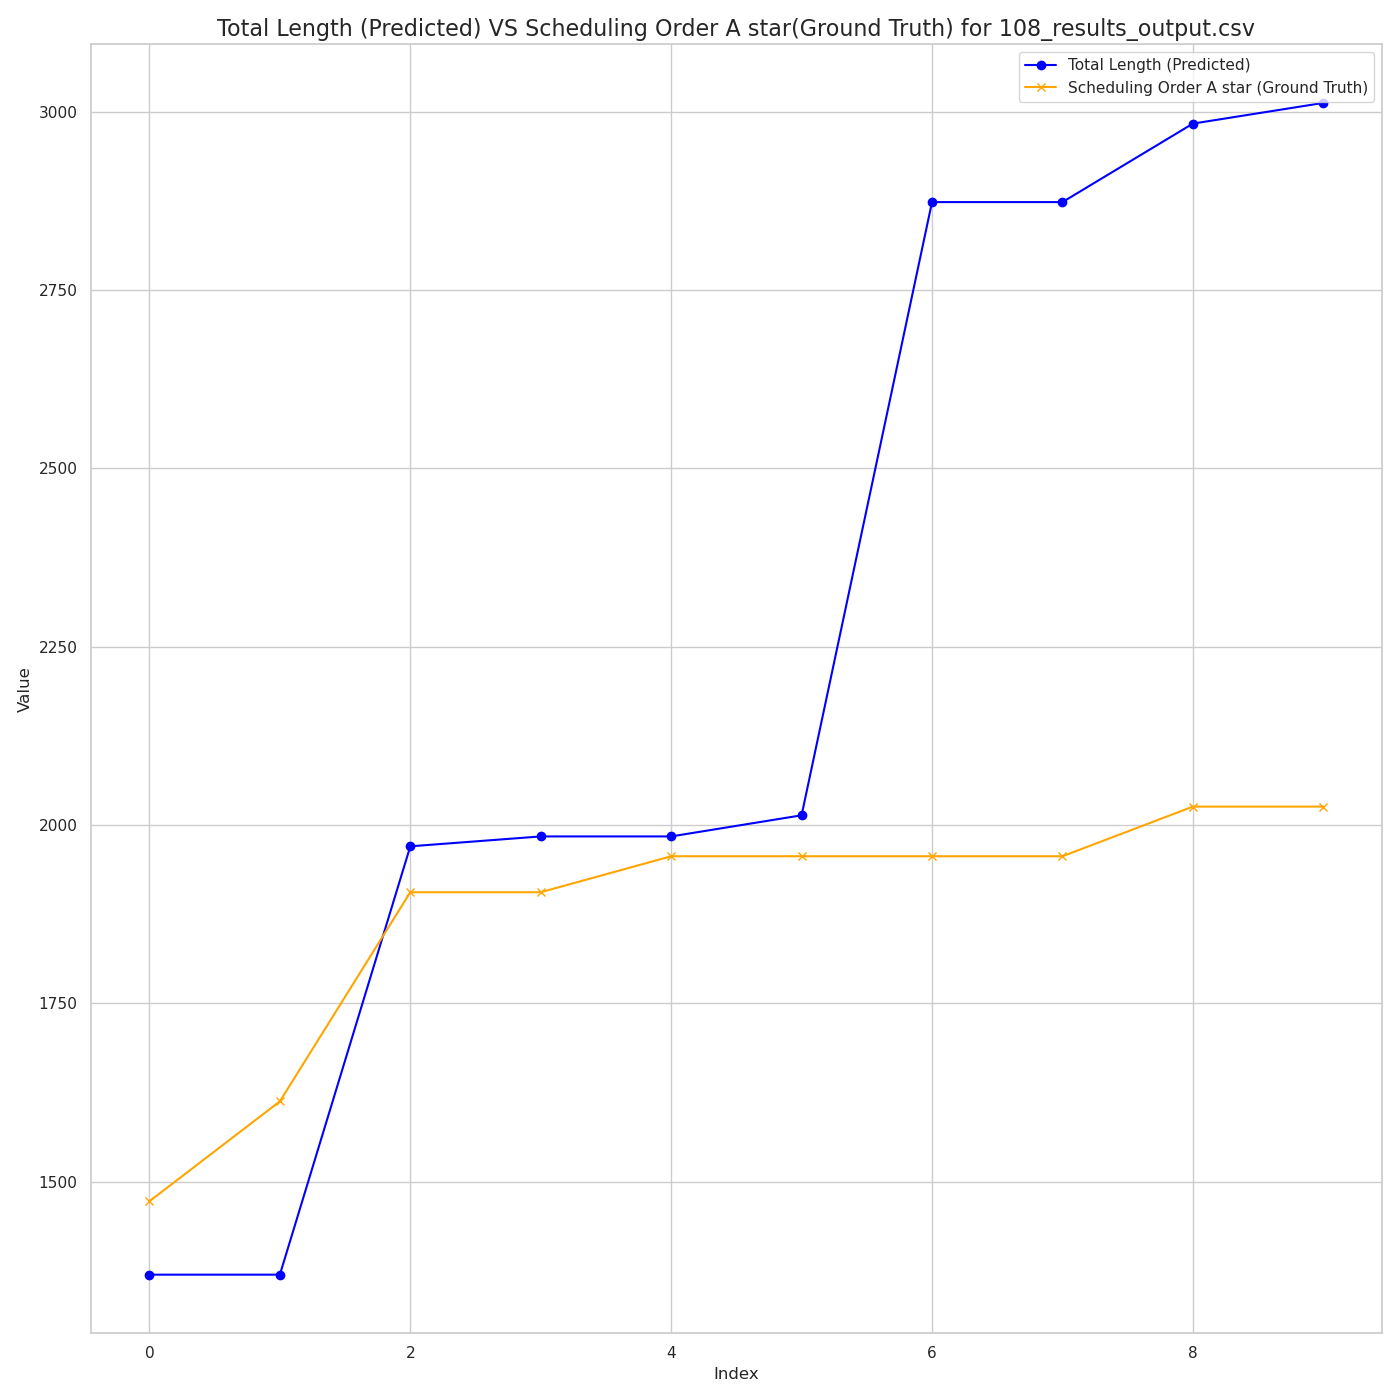 Total Length (Predicted) VS Scheduling Order A star(Ground Truth) for 108_results_output.csv
Total Length (Predicted)
Scheduling Order A star (Ground Truth)
3000
2750
2500
2250
2000
1750
1500
Value
0 2 4 6 8
Index